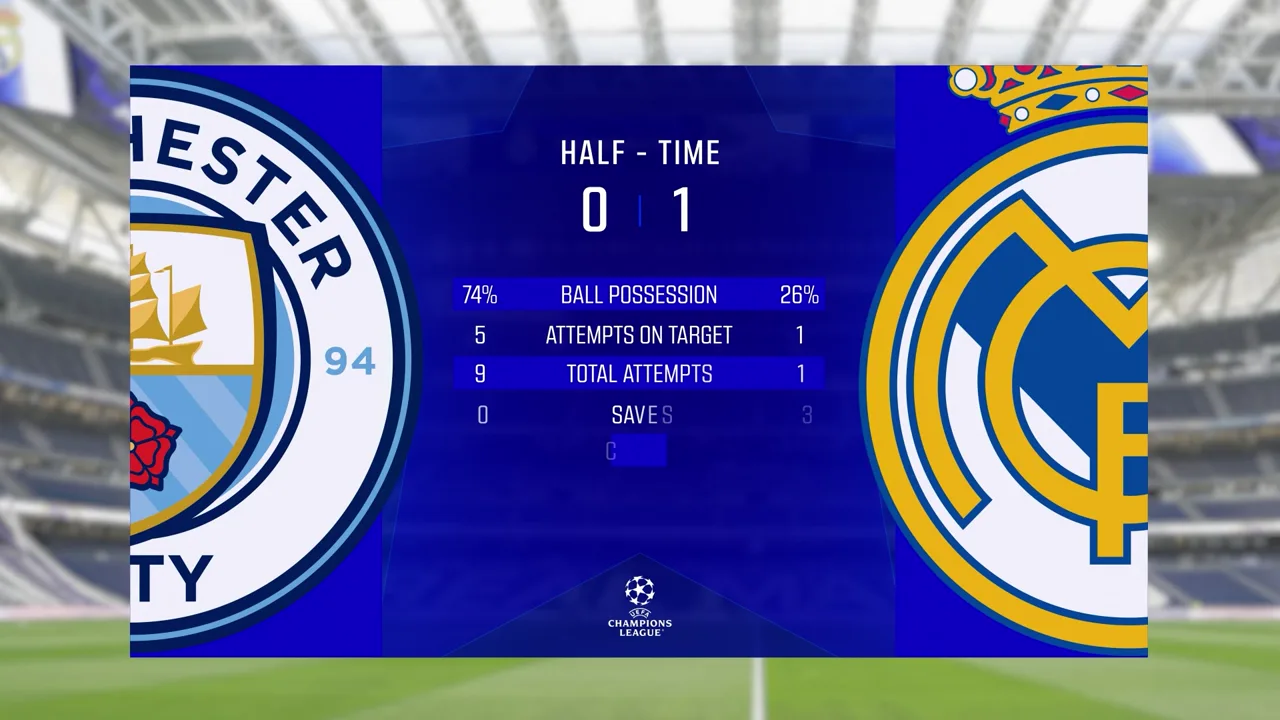 HESTER
94
TY
HALF - TIME
0 1
74% BALL POSSESSION 26%
5 ATTEMPTS ON TARGET 1
9 TOTAL ATTEMPTS 1
0 SAVES 3
C
UEFA
CHAMPIONS
LEAGUE